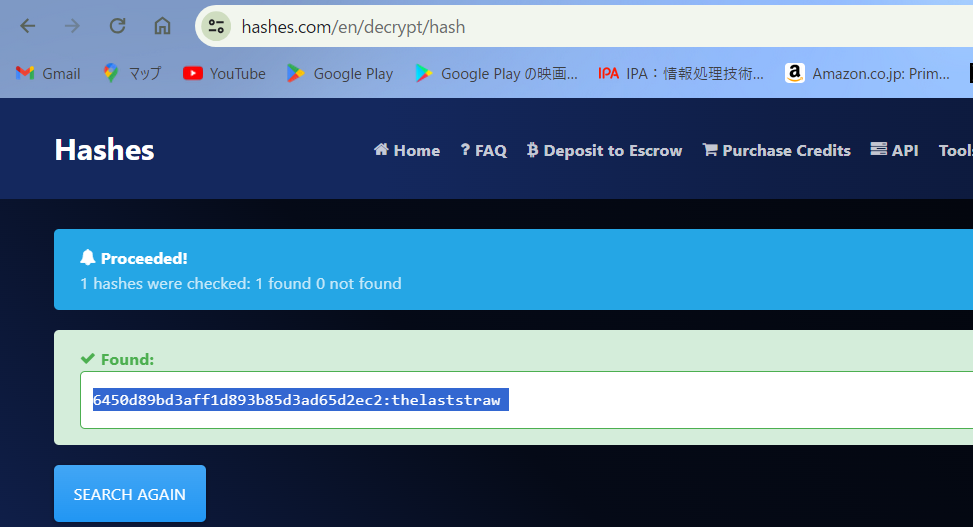 hashes.com/en/decrypt/hash
Gmail マップ YouTube Google Play Google Play の映画... IPA IPA：情報処理技術... a Amazon.co.jp: Prim...
Hashes Home ? FAQ Deposit to Escrow Purchase Credits API Tools
Proceeded!
1 hashes were checked: 1 found 0 not found
Found:
6450d89bd3aff1d893b85d3ad65d2ec2:thelaststraw
SEARCH AGAIN